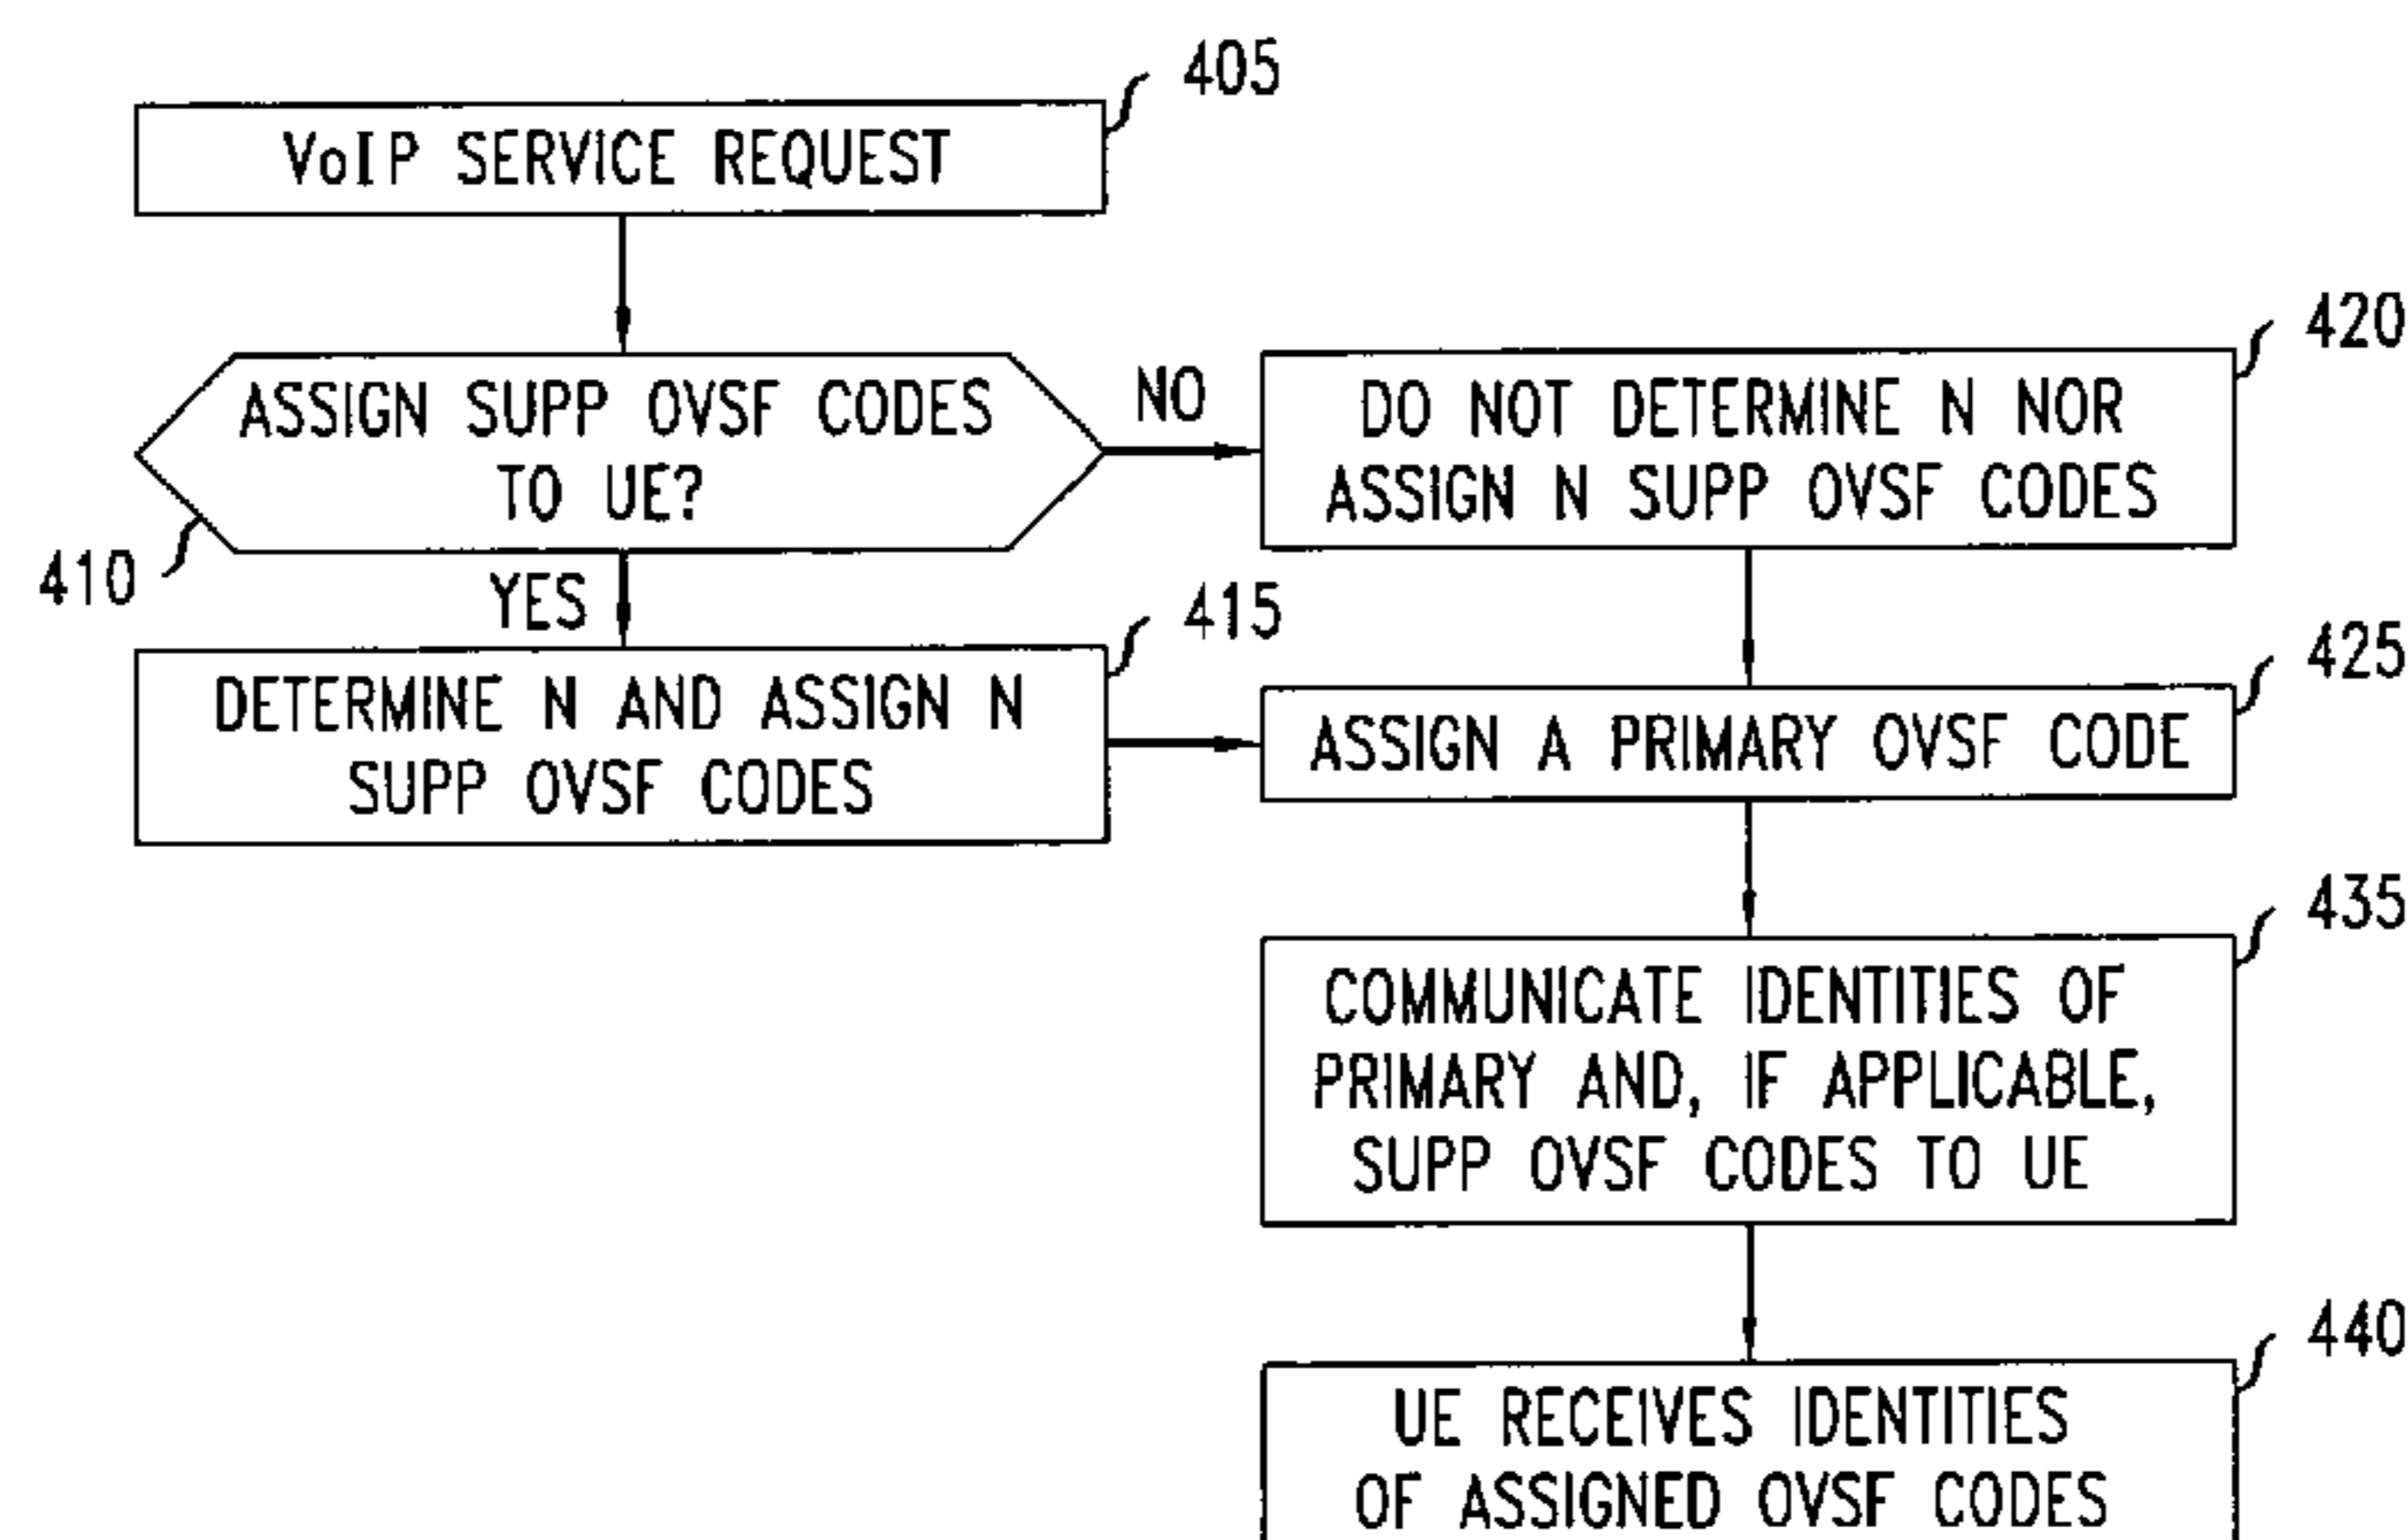 405
VoIP SERVICE REQUEST
ASSIGN SUPP OVSF CODES
TO UE?
410
NO
YES
420
DO NOT DETERMINE N NOR
ASSIGN N SUPP OVSF CODES
415
DETERMINE N AND ASSIGN N
SUPP OVSF CODES
425
ASSIGN A PRIMARY OVSF CODE
435
COMMUNICATE IDENTITIES OF
PRIMARY AND, IF APPLICABLE,
SUPP OVSF CODES TO UE
440
UE RECEIVES IDENTITIES
OF ASSIGNED OVSF CODES